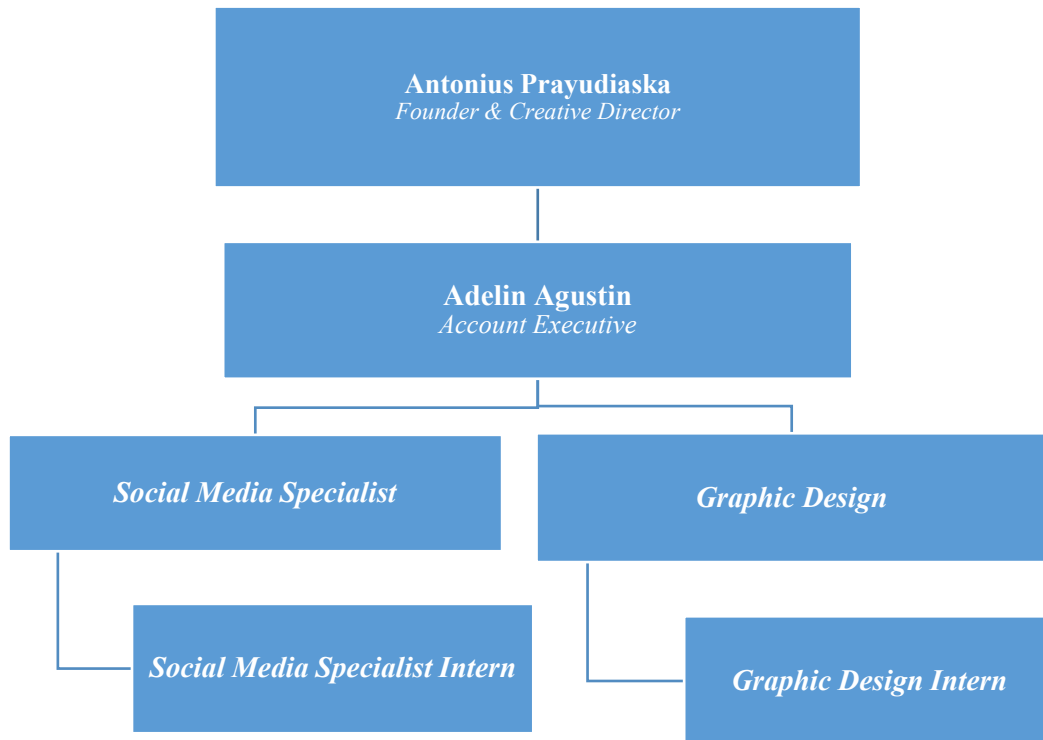 Antonius Prayudiaska
Founder & Creative Director
Adelin Agustin
Account Executive
Social Media Specialist
Graphic Design
Social Media Specialist Intern
Graphic Design Intern